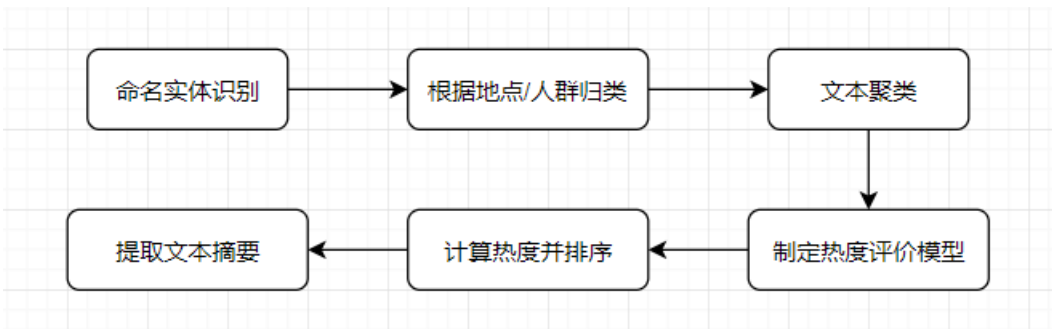 命名实体识别
根据地点/人群归类
文本聚类
制定热度评价模型
计算热度并排序
提取文本摘要